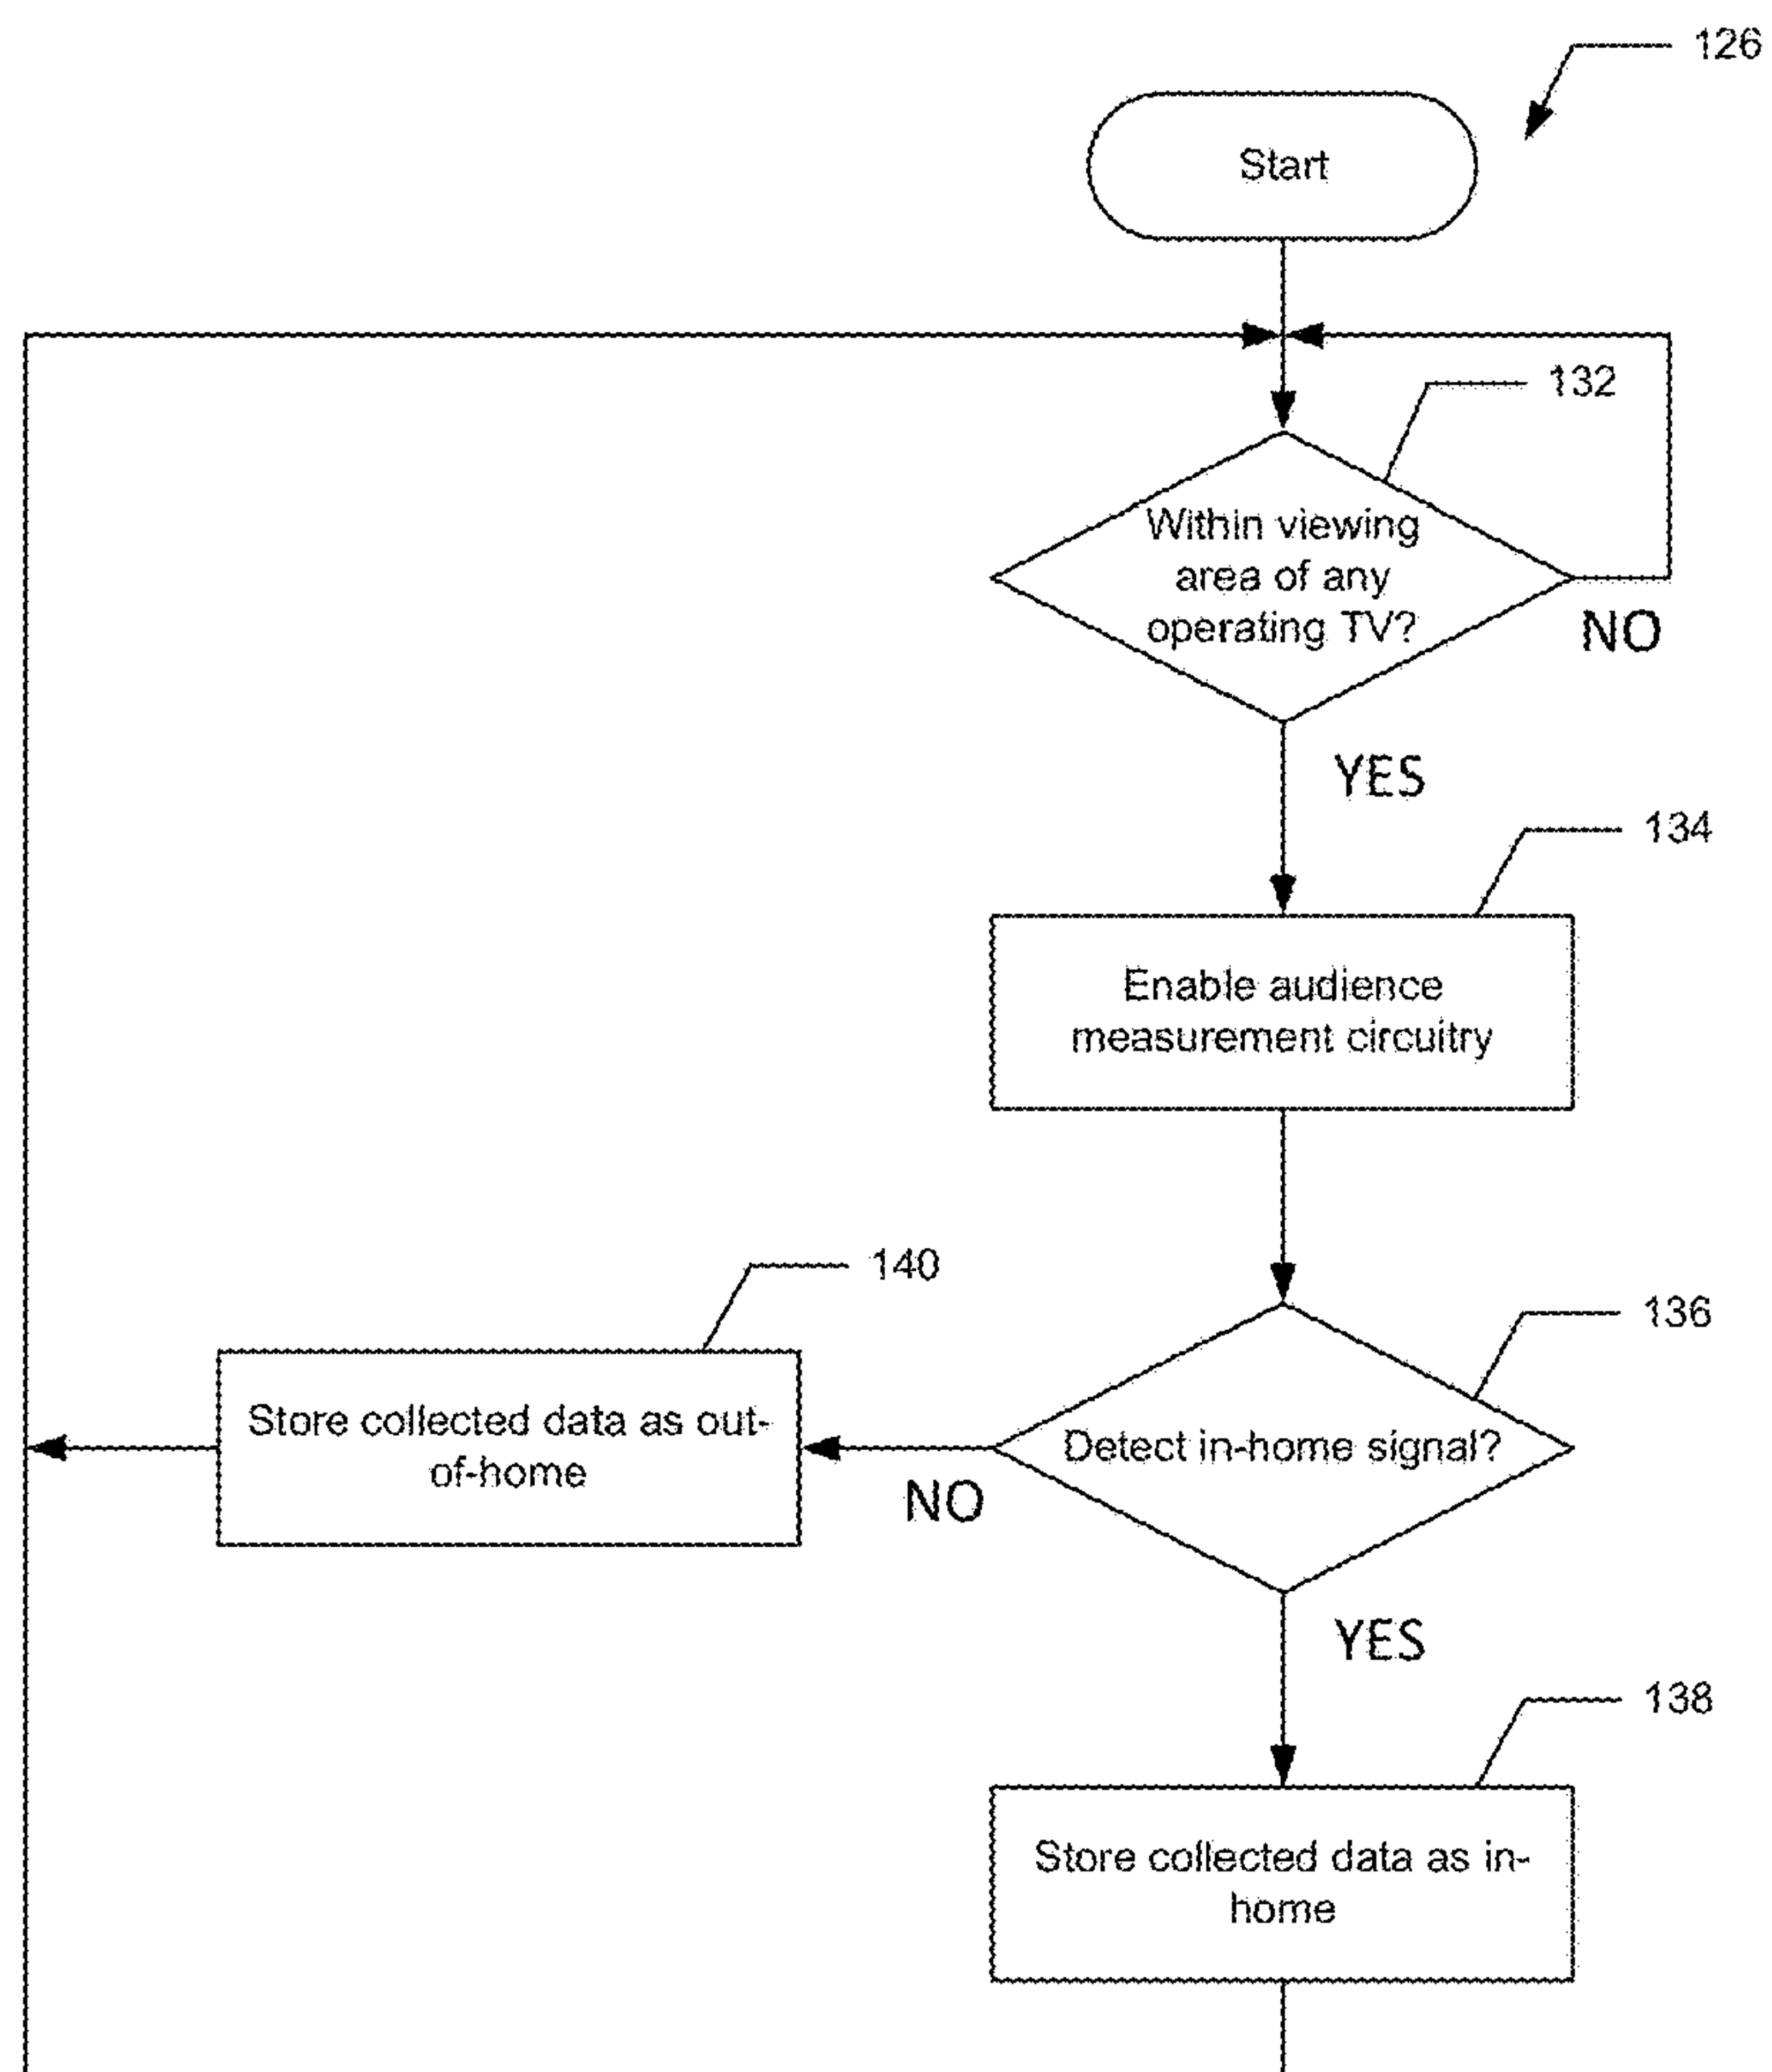 126
Start
132
Within viewing
area of any
operating TV?
NO
YES
134
Enable audience
measurement circuitry
140
136
Store collected data as out-
of-home
Detect in-home signal?
NO
YES
138
Store collected data as in-
home